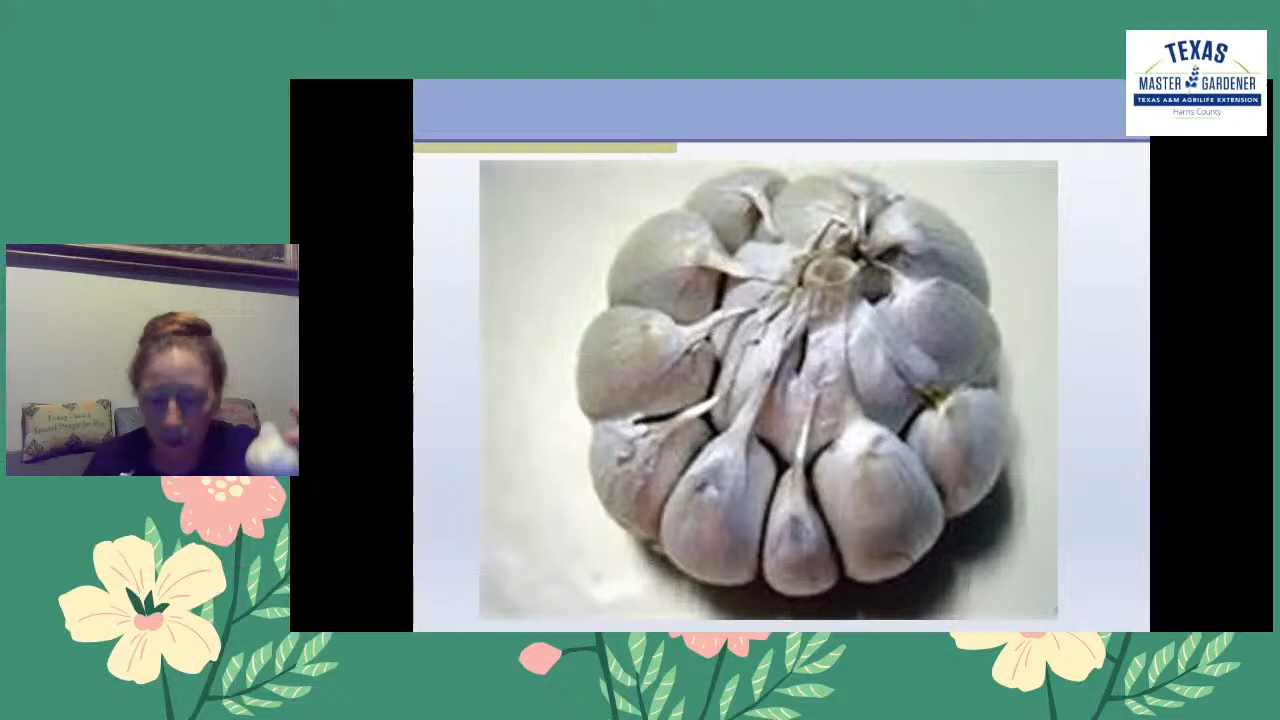 TEXAS
MASTER GARDENER
TEXAS A&M AGRILIFE EXTENSION
Harris County